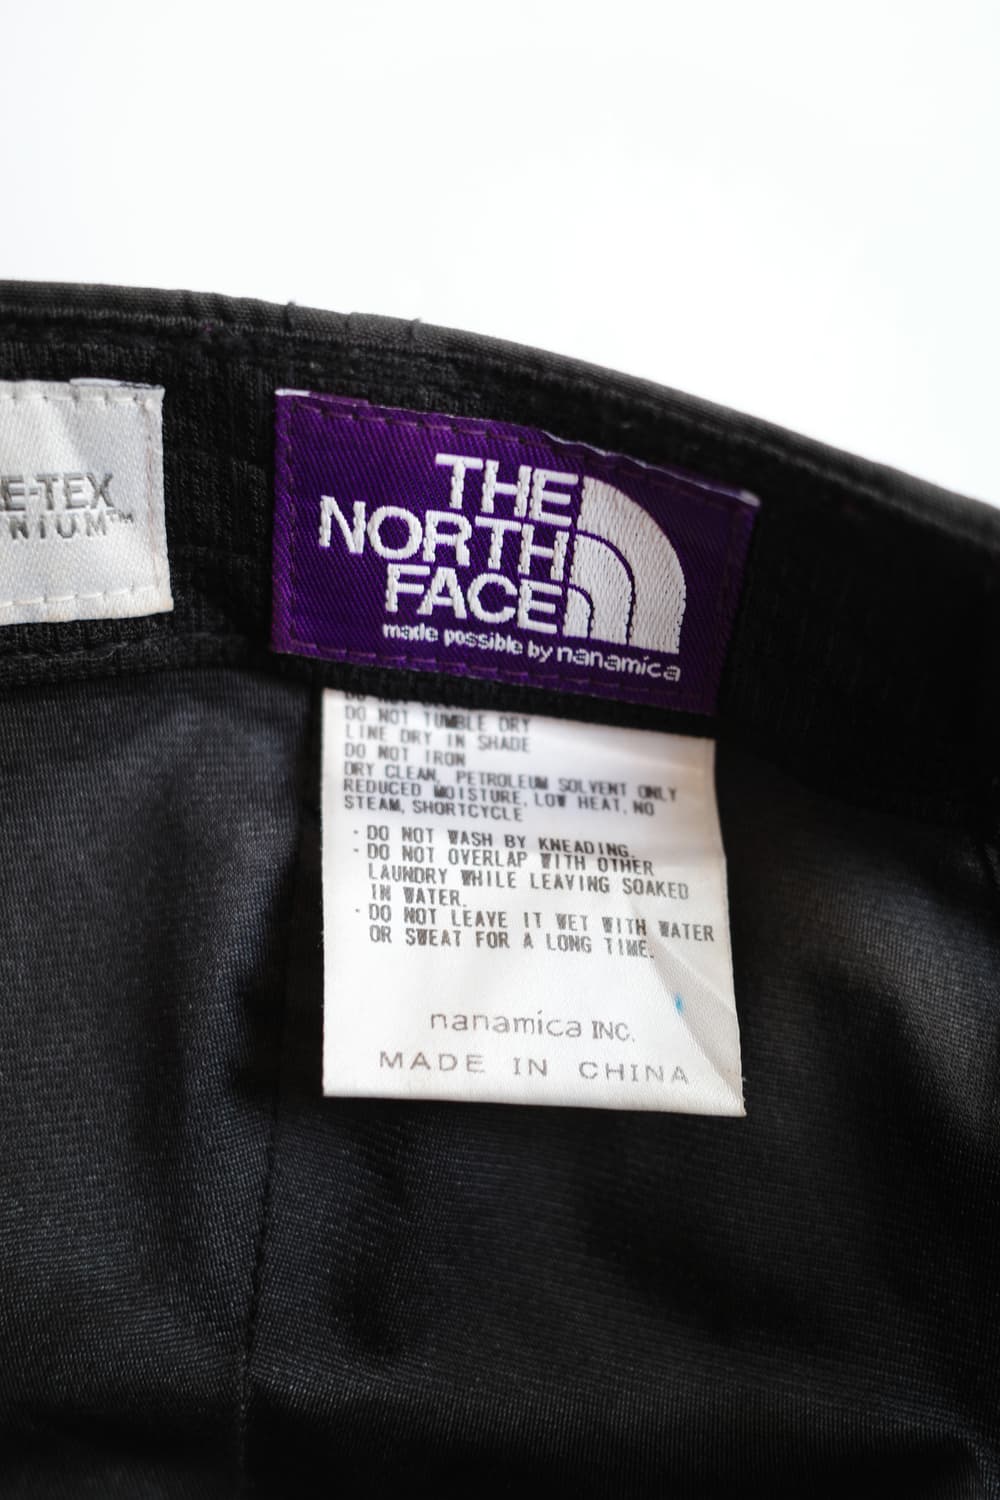 E-TEX
NIUM™
THE
NORTH
FACE
made possible by nanamica
DO NOT TUMBLE DRY
LINE DRY IN SHADE
DO NOT IRON
DRY CLEAN, PETROLEUM SOLVENT ONLY
REDUCED MOISTURE, LOW HEAT, NO
STEAM, SHORTCYCLE
· DO NOT WASH BY KNEADING.
· DO NOT OVERLAP WITH OTHER
LAUNDRY WHILE LEAVING SOAKED
IN WATER.
· DO NOT LEAVE IT WET WITH WATER
OR SWEAT FOR A LONG TIME.
nanamica INC.
MADE IN CHINA